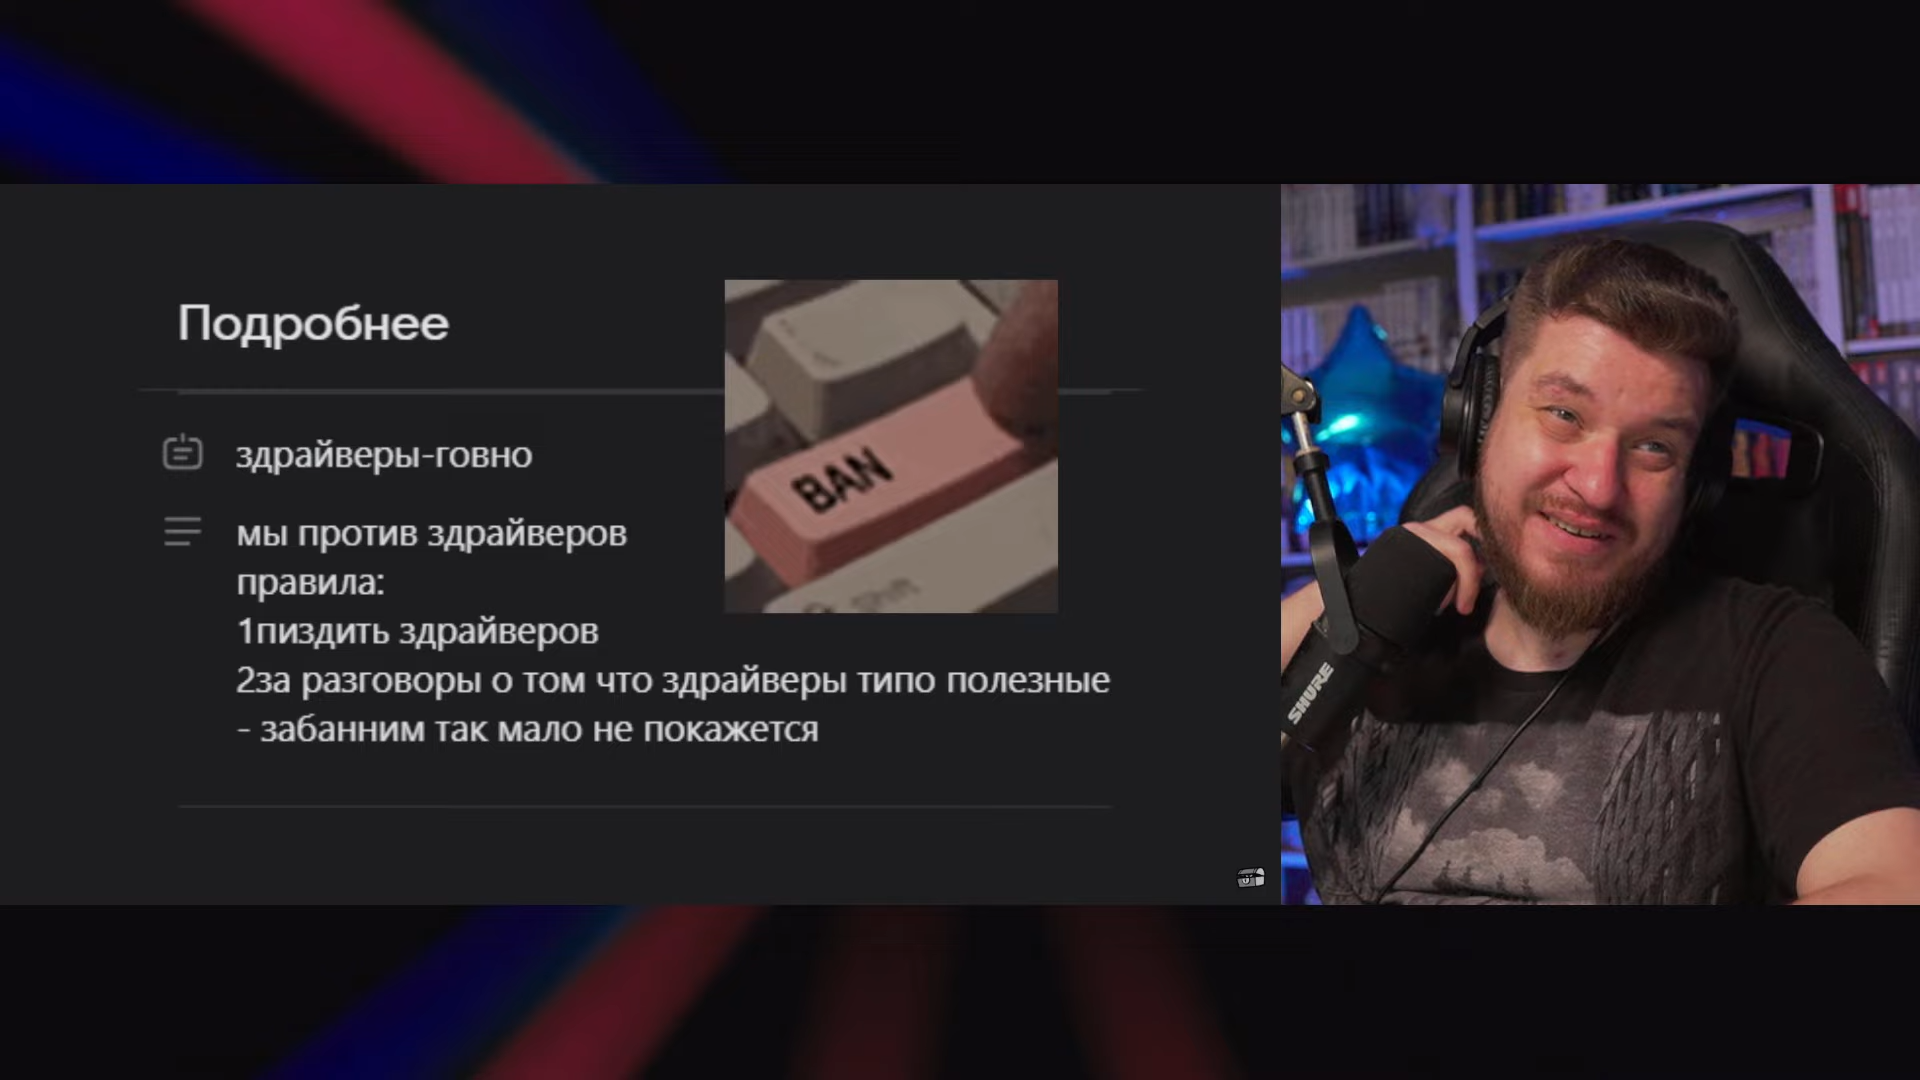 Подробнее
здрайверы-говно
мы против здрайверов
правила:
1пиздить здрайверов
2за разговоры о том что здрайверы типо полезные
- забанним так мало не покажется
BAN
Shift
SHURE